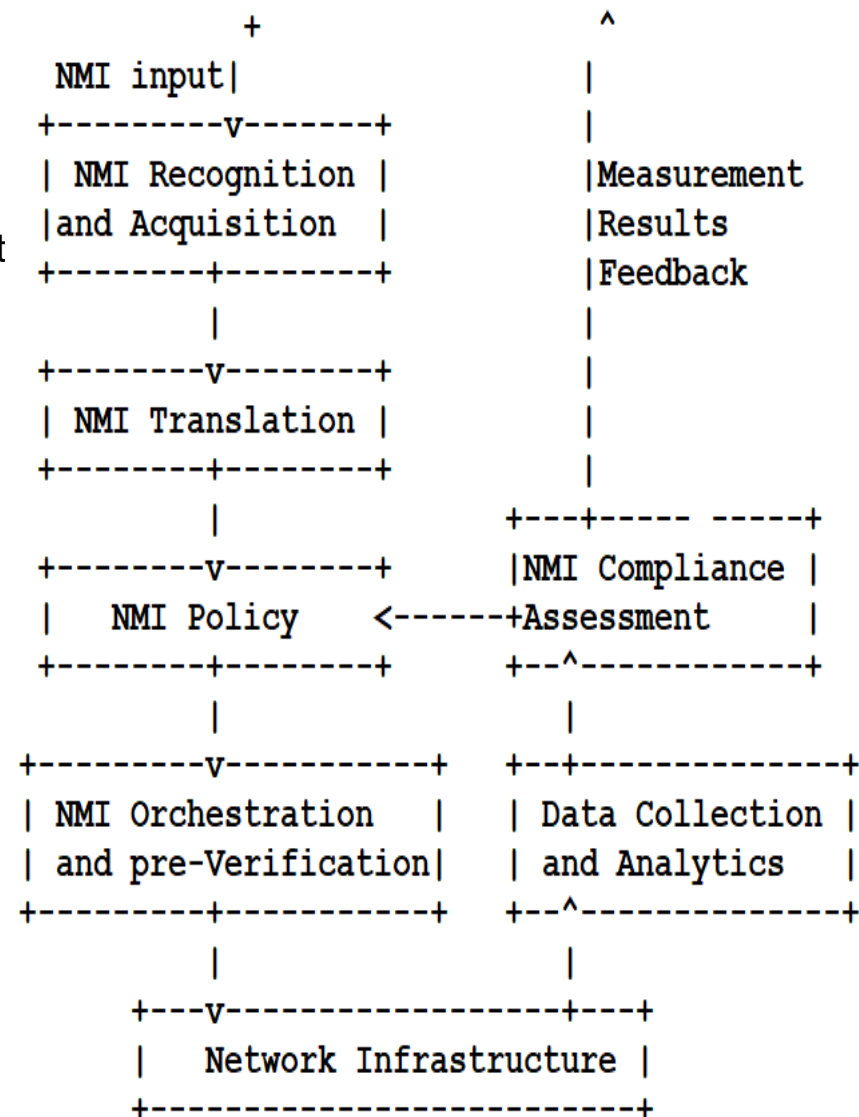 +                  ^
NMI input|                  |
+---------v-------+          |
| NMI Recognition |          |Measurement
t |and Acquisition  |          |Results
+--------+--------+          |Feedback
|                   |
+--------v--------+          |
| NMI Translation |          |
+--------+--------+          |
|               +---+----- -----+
+--------v--------+      |NMI Compliance |
|   NMI Policy    <------+Assessment     |
+--------+--------+      +--^------------+
|                  |
+---------v-----------+   +--+--------------+
| NMI Orchestration   |   | Data Collection |
| and pre-Verification|   | and Analytics   |
+---------+-----------+   +--^--------------+
|                  |
+---v------------------+---+
|   Network Infrastructure |
+--------------------------+